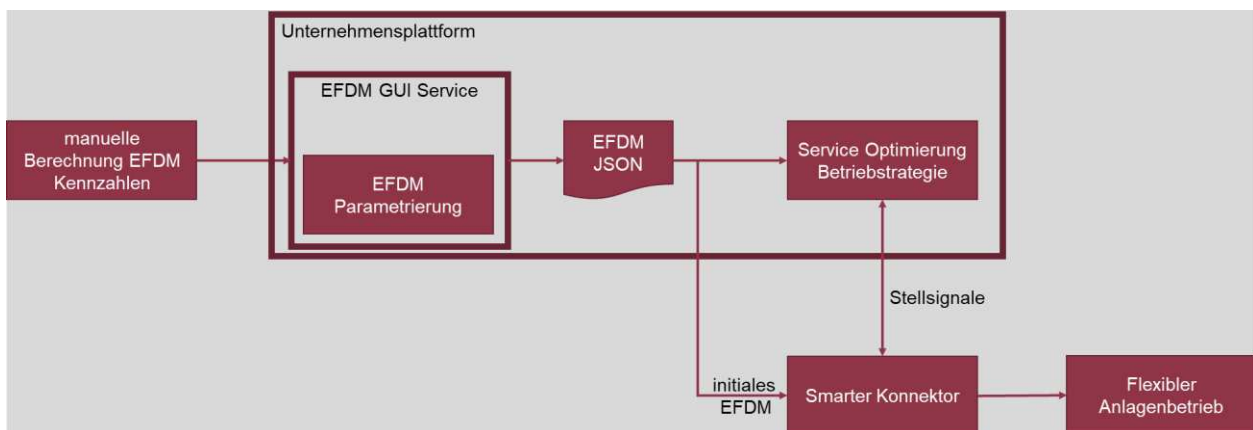 Unternehmensplattform
EFDM GUI Service
manuelle
Berechnung EFDM
Kennzahlen
EFDM
Parametrierung
EFDM
JSON
Service Optimierung
Betriebstrategie
Stellsignale
initiales
EFDM
Smarter Konnektor
Flexibler
Anlagenbetrieb